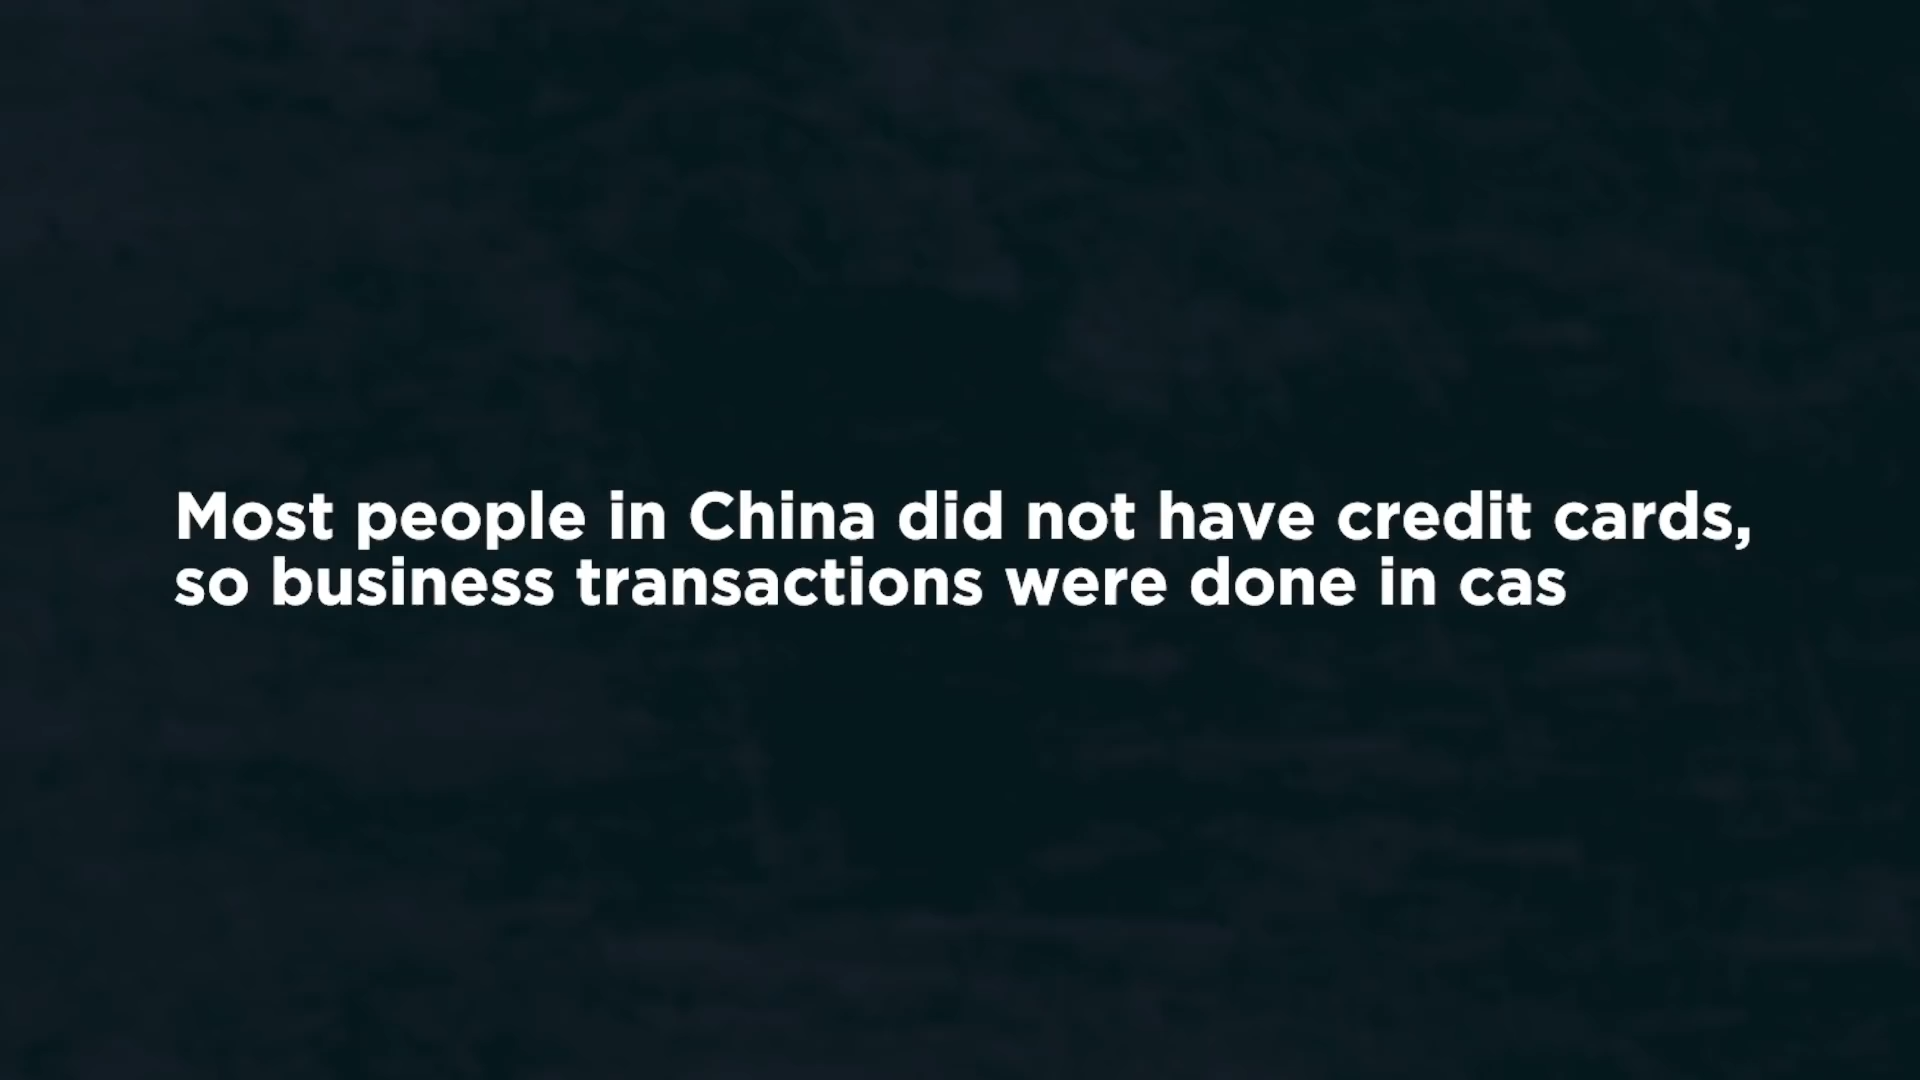 Most people in China did not have credit cards,
so business transactions were done in cas